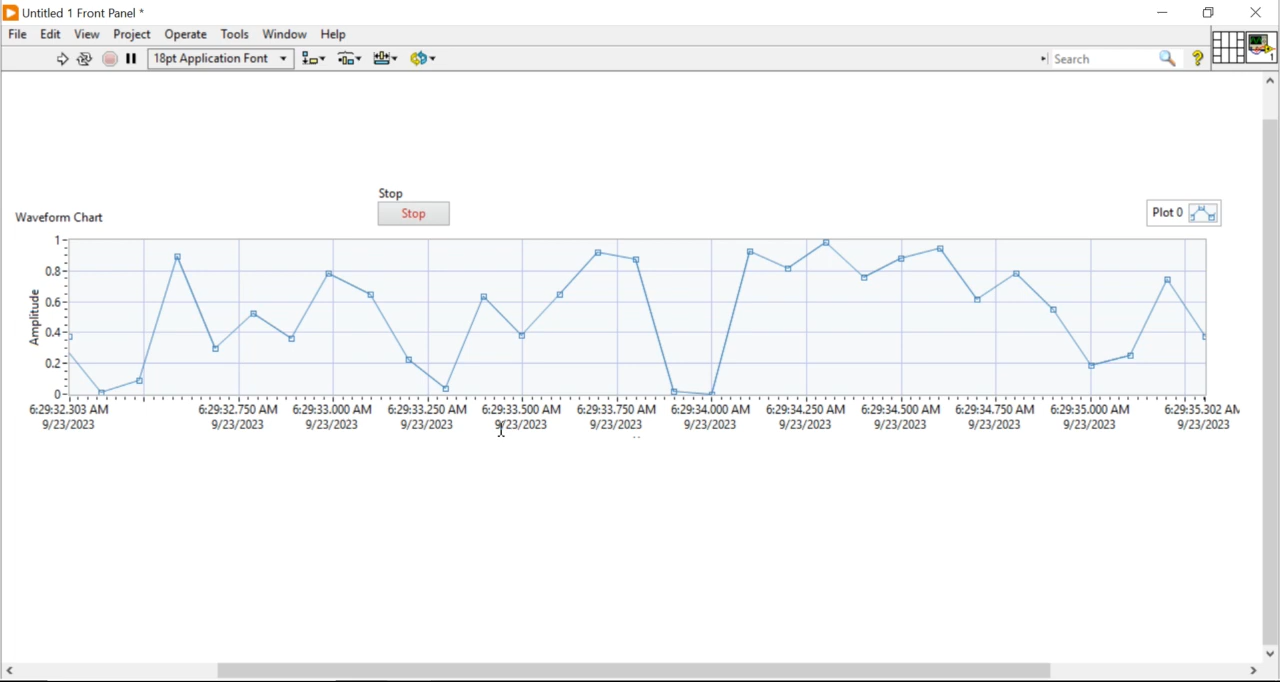 Untitled 1 Front Panel *
File Edit View Project Operate Tools Window Help
18pt Application Font Search ? 1
Stop
Waveform Chart Stop Plot 0
Amplitude
1
0.8
0.6
0.4
0.2
0
6:29:32.303 AM 6:29:32.750 AM 6:29:33.000 AM 6:29:33.250 AM 6:29:33.500 AM 6:29:33.750 AM 6:29:34.000 AM 6:29:34.250 AM 6:29:34.500 AM 6:29:34.750 AM 6:29:35.000 AM 6:29:35.302 AM
9/23/2023 9/23/2023 9/23/2023 9/23/2023 9/23/2023 9/23/2023 9/23/2023 9/23/2023 9/23/2023 9/23/2023 9/23/2023 9/23/2023